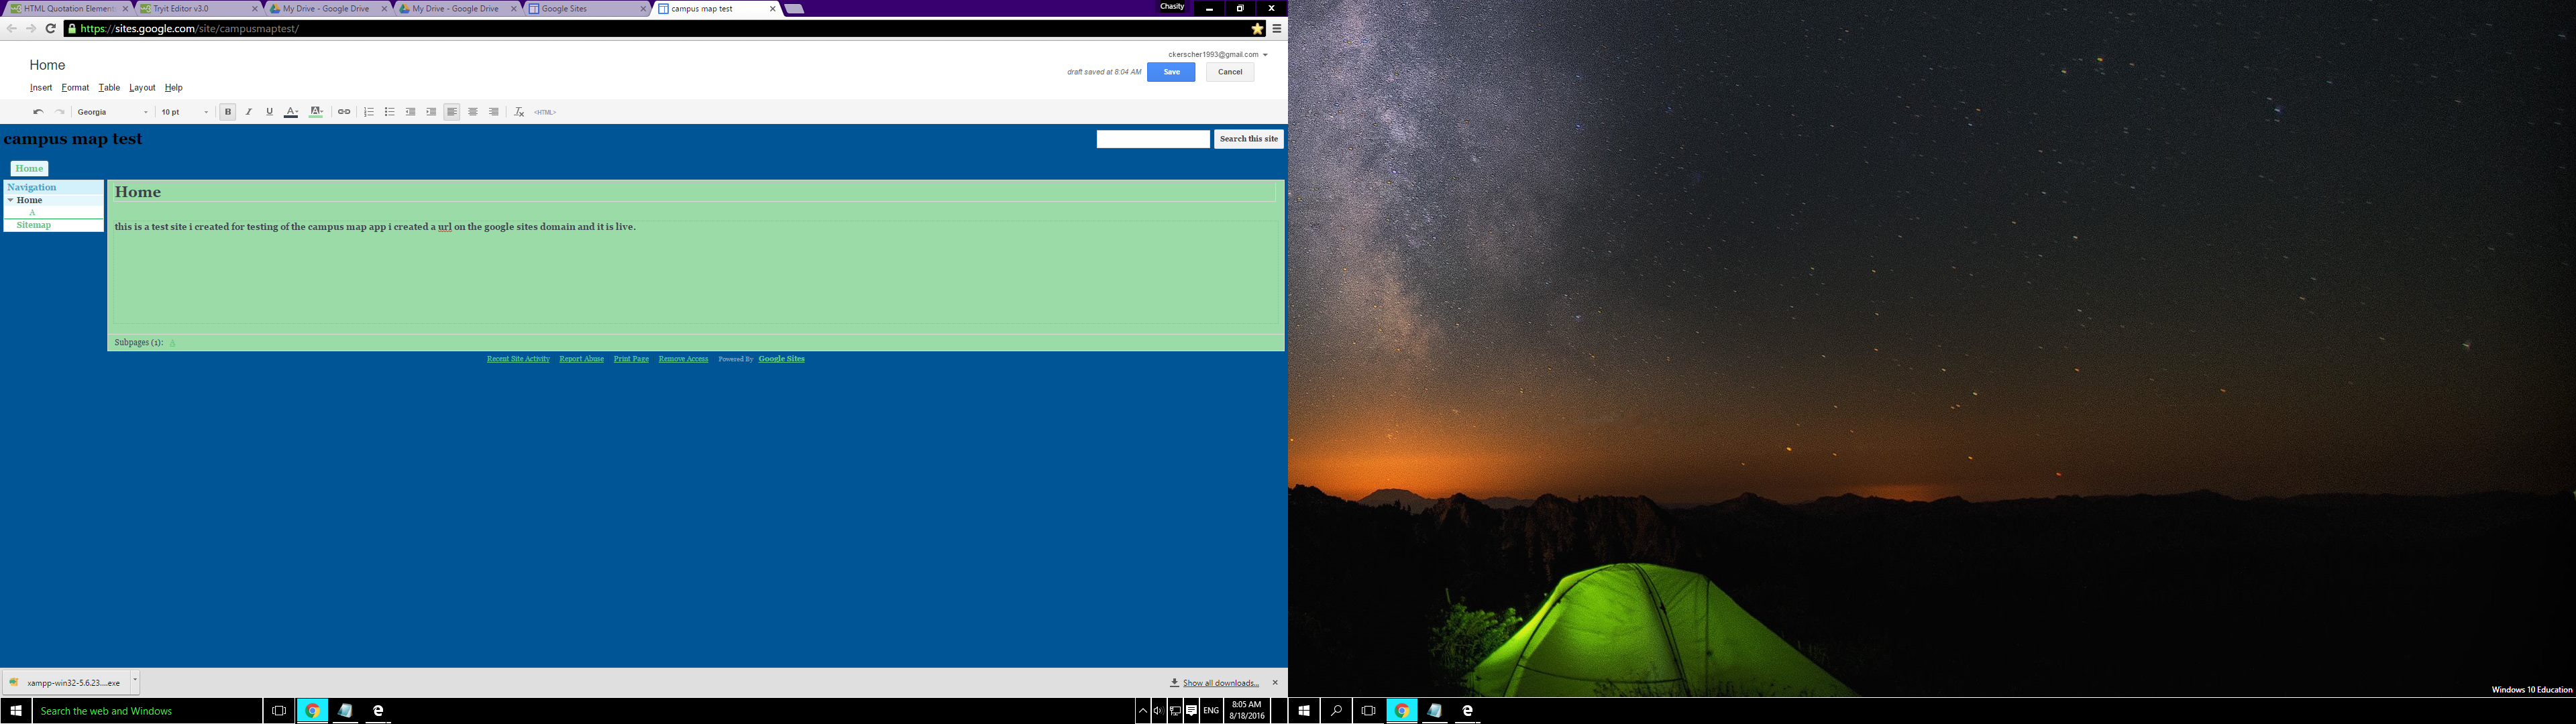 HTML Quotation Element
Tryit Editor v3.0
My Drive - Google Drive
My Drive - Google Drive
Google Sites
campus map test
Chasity
https://sites.google.com/site/campusmaptest/
ckerscher1993@gmail.com
Home
draft saved at 8:04 AM
Save
Cancel
Insert Format Table Layout Help
Georgia 10 pt B I U A A <HTML>
campus map test
Search this site
Home
Navigation
Home
A
Sitemap
Home
this is a test site i created for testing of the campus map app i created a url on the google sites domain and it is live.
Subpages (1): A
Recent Site Activity Report Abuse Print Page Remove Access Powered By Google Sites
xampp-win32-5.6.23....exe
Show all downloads...
Search the web and Windows
ENG
8:05 AM
8/18/2016
Windows 10 Education